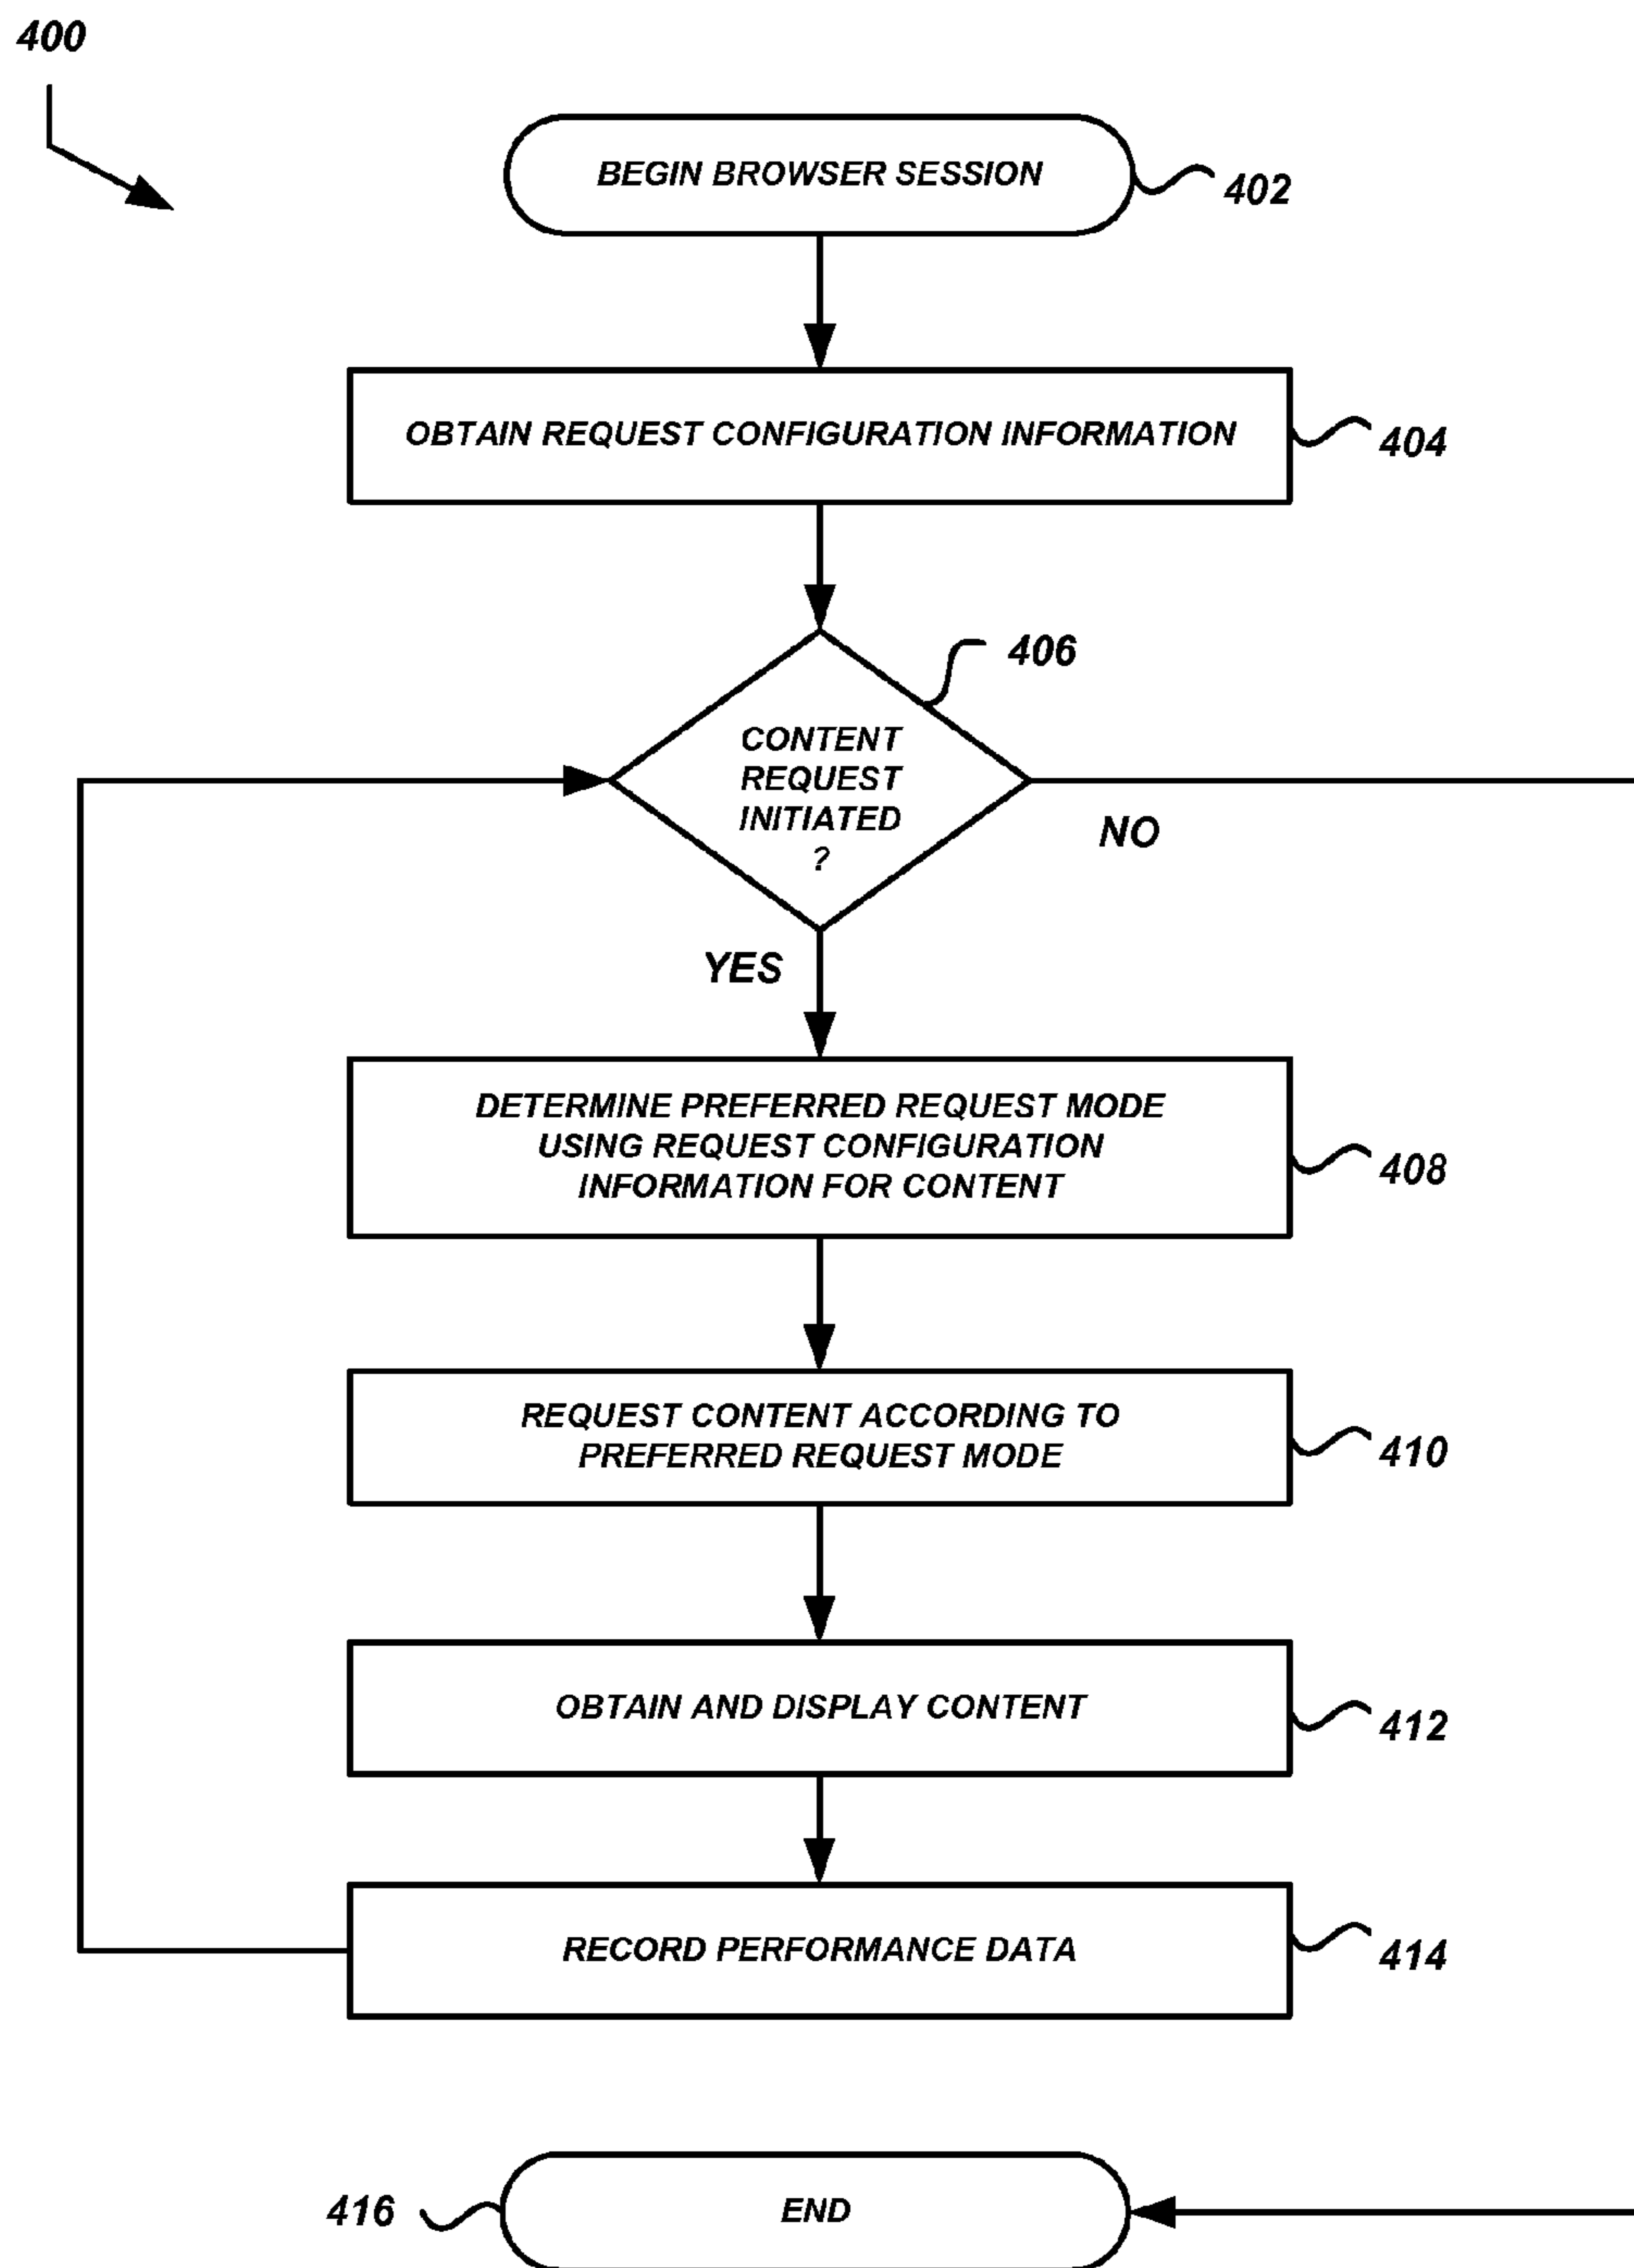 400
BEGIN BROWSER SESSION
402
OBTAIN REQUEST CONFIGURATION INFORMATION
404
406
CONTENT
REQUEST
INITIATED
?
NO
YES
DETERMINE PREFERRED REQUEST MODE
USING REQUEST CONFIGURATION
INFORMATION FOR CONTENT
408
REQUEST CONTENT ACCORDING TO
PREFERRED REQUEST MODE
410
OBTAIN AND DISPLAY CONTENT
412
RECORD PERFORMANCE DATA
414
416
END